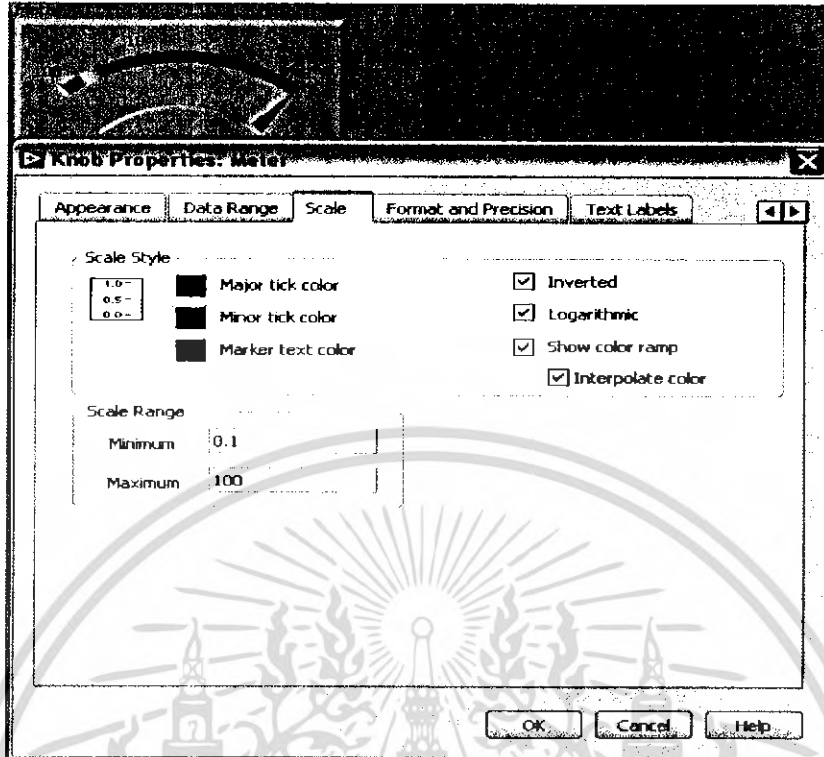 Knob Properties: Meter
Appearance Data Range Scale Format and Precision Text Labels
Scale Style
1.0
0.5
0.0
Major tick color
Minor tick color
Marker text color
Inverted
Logarithmic
Show color ramp
Interpolate color
Scale Range
Minimum 0.1
Maximum 100
OK Cancel Help